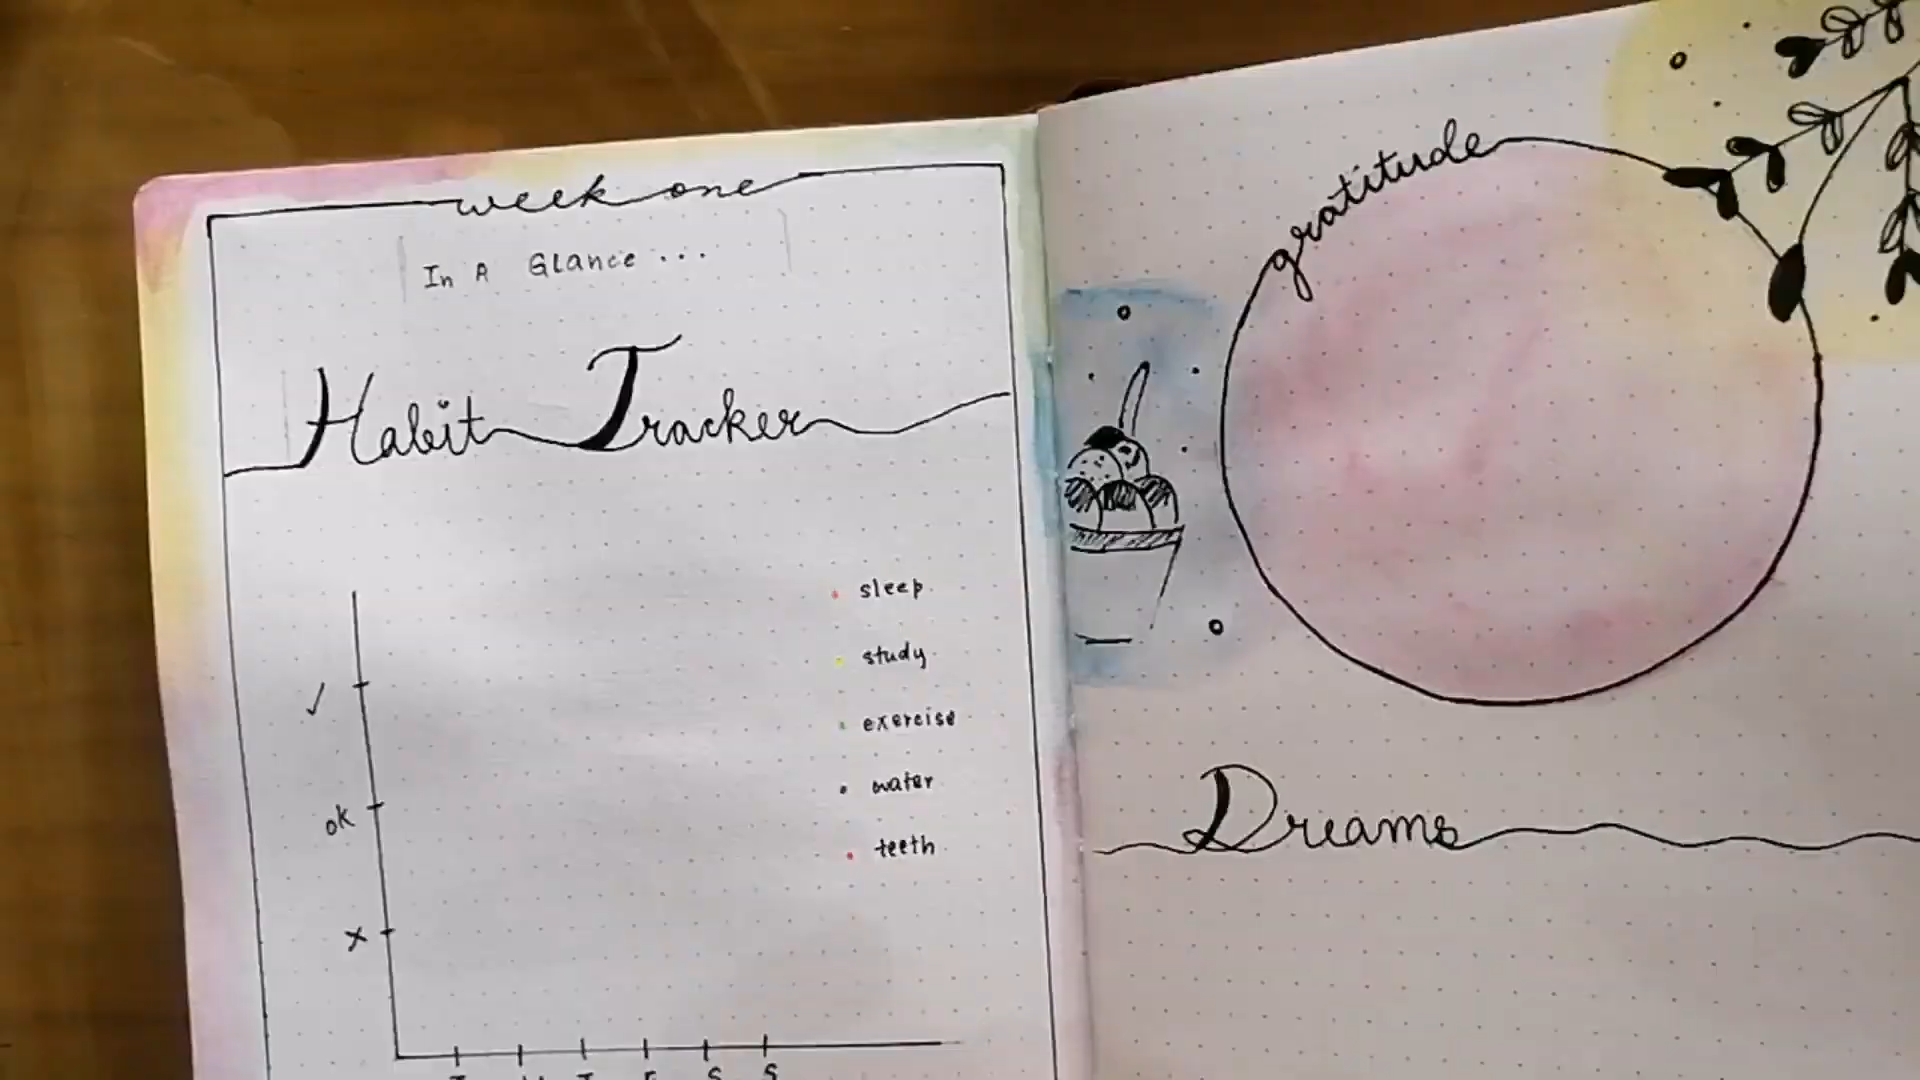 week one
In A Glance...
Habit Tracker
sleep
study
exercise
✓
ok
water
teeth
x
S S
gratitude
Dreams